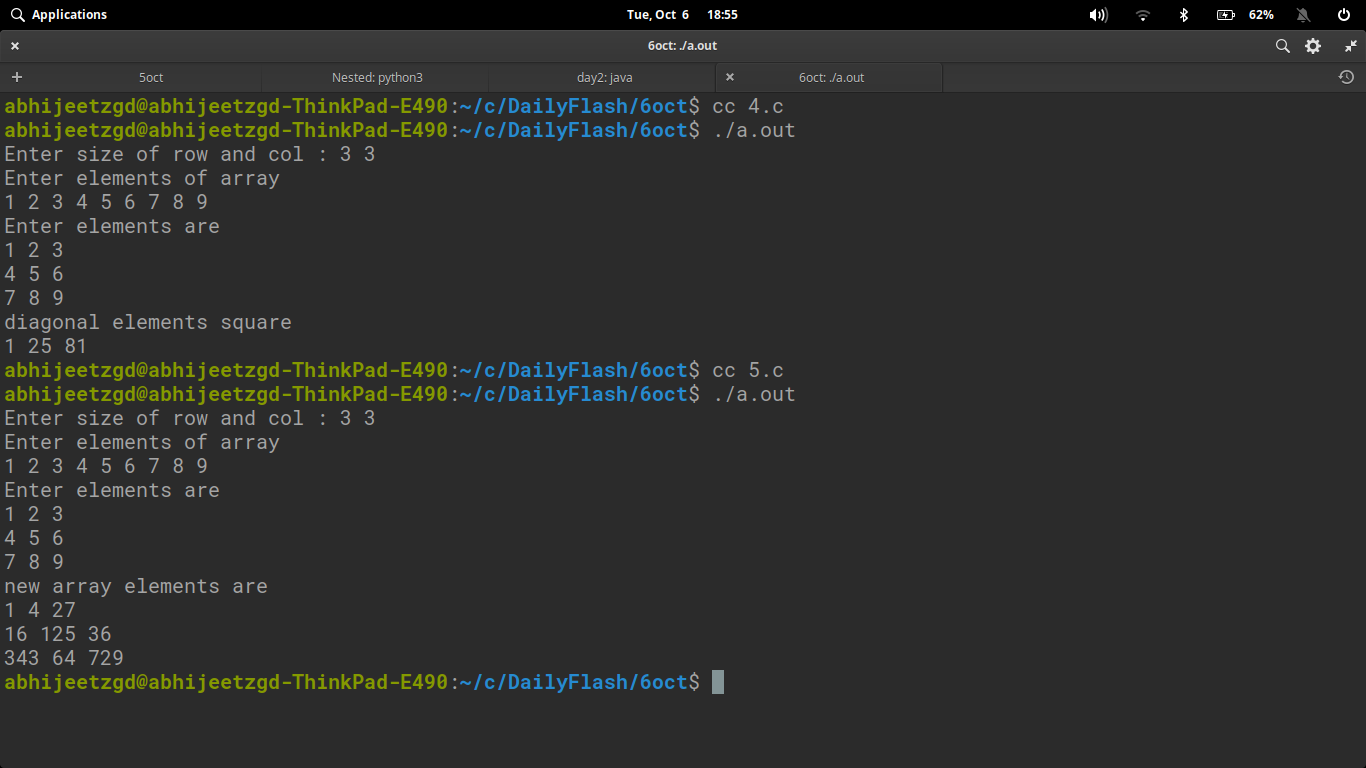 Applications Tue, Oct 6 18:55 62%
6oct: ./a.out
5oct Nested: python3 day2: java 6oct: ./a.out
abhijeetzgd@abhijeetzgd-ThinkPad-E490:~/c/DailyFlash/6oct$ cc 4.c
abhijeetzgd@abhijeetzgd-ThinkPad-E490:~/c/DailyFlash/6oct$ ./a.out
Enter size of row and col : 3 3
Enter elements of array
1 2 3 4 5 6 7 8 9
Enter elements are
1 2 3
4 5 6
7 8 9
diagonal elements square
1 25 81
abhijeetzgd@abhijeetzgd-ThinkPad-E490:~/c/DailyFlash/6oct$ cc 5.c
abhijeetzgd@abhijeetzgd-ThinkPad-E490:~/c/DailyFlash/6oct$ ./a.out
Enter size of row and col : 3 3
Enter elements of array
1 2 3 4 5 6 7 8 9
Enter elements are
1 2 3
4 5 6
7 8 9
new array elements are
1 4 27
16 125 36
343 64 729
abhijeetzgd@abhijeetzgd-ThinkPad-E490:~/c/DailyFlash/6oct$